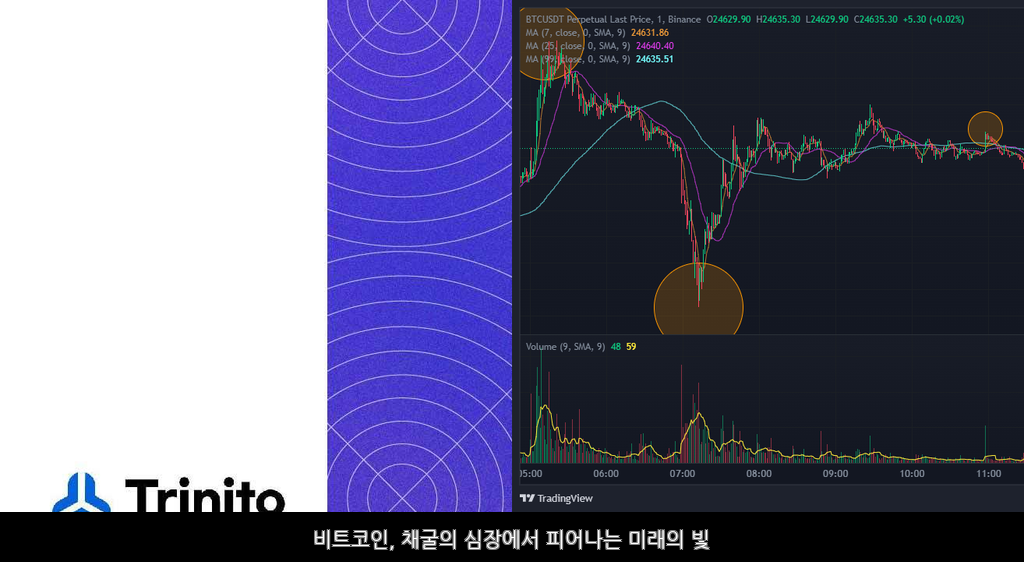 BTCUSDT Perpetual Last Price, 1, Binance O24629.90 H24635.30 L24629.90 C24635.30 +5.30 (+0.02%)
MA (7, close, 0, SMA, 9) 24631.86
MA (25, close, 0, SMA, 9) 24640.40
MA (99, close, 0, SMA, 9) 24635.51
Volume (9, SMA, 9) 48 59
05:00 06:00 07:00 08:00 09:00 10:00 11:00
TradingView
Trinito
비트코인, 채굴의 심장에서 피어나는 미래의 빛